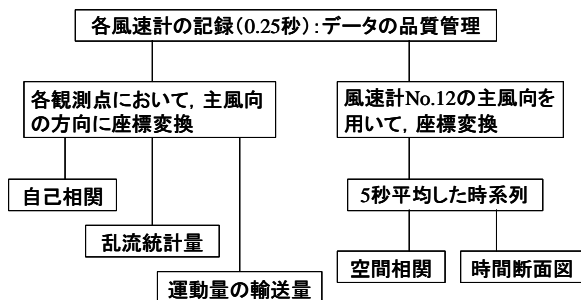 各風速計の記録(0.25秒):データの品質管理
各観測点において，主風向
の方向に座標変換
風速計No.12の主風向を
用いて，座標変換
自己相関
5秒平均した時系列
乱流統計量
空間相関
時間断面図
運動量の輸送量